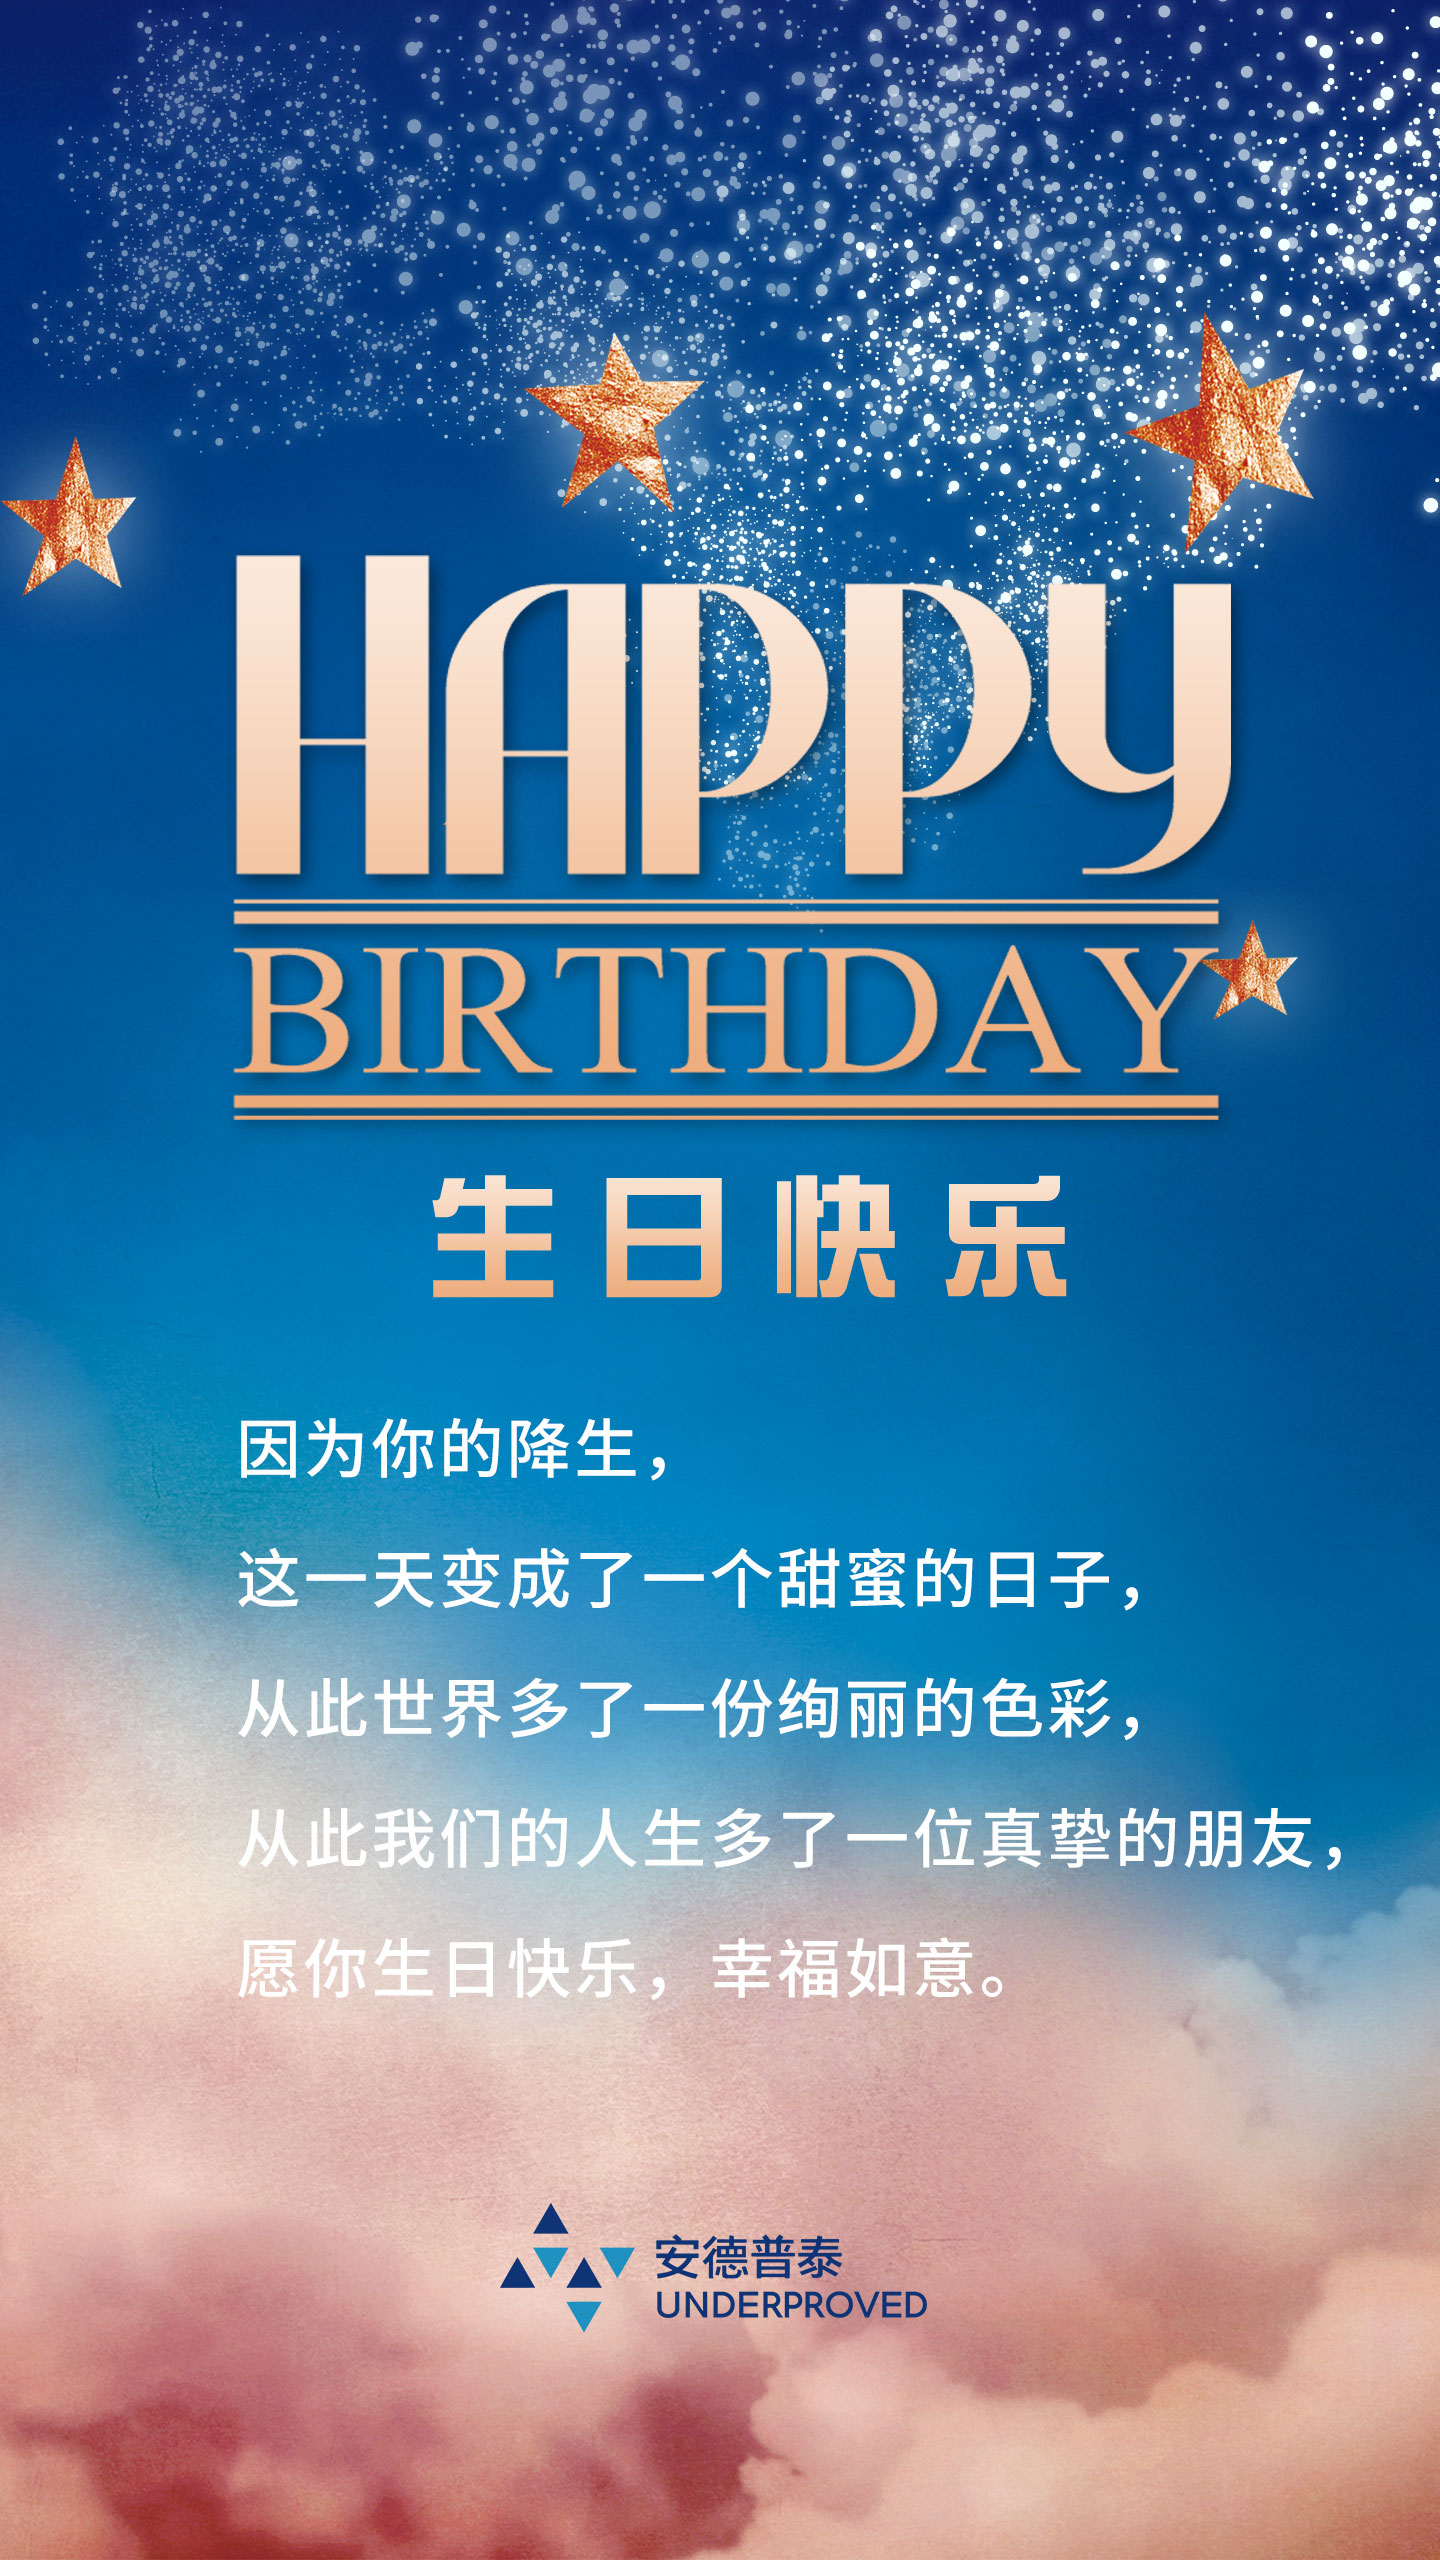 HAPPY
BIRTHDAY
生日快乐
因为你的降生，
这一天变成了一个甜蜜的日子，
从此世界多了一份绚丽的色彩，
从此我们的人生多了一位真挚的朋友，
愿你生日快乐，幸福如意。
安德普泰
UNDERPROVED